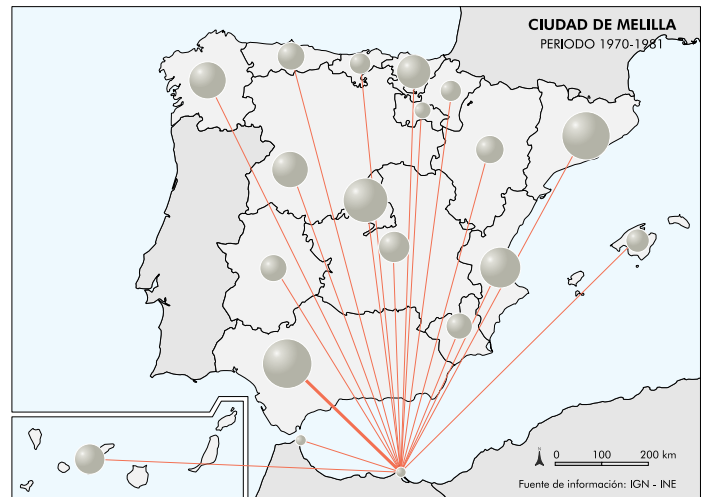 CIUDAD DE MELILLA
PERIODO 1970-1981
N
0 100 200 km
Fuente de información: IGN - INE